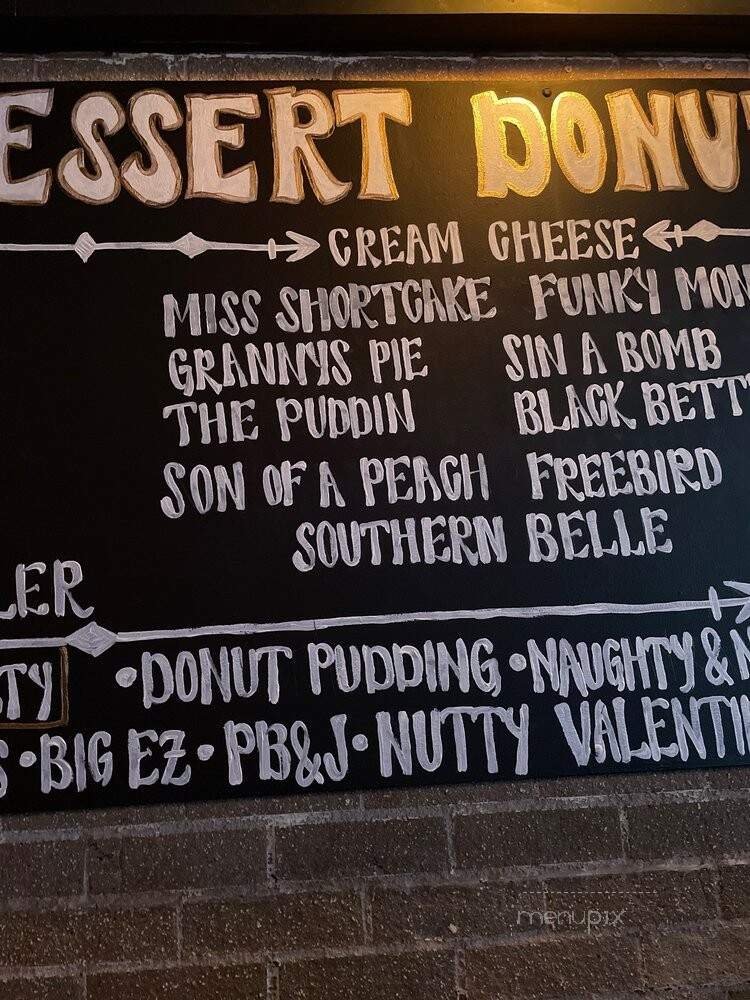 ESSERT DONU
CREAM CHEESE
MISS SHORTCAKE FUNKY MON
GRANNYS PIE SIN A BOMB
THE PUDDIN BLACK BETT
SON OF A PEACH FREEBIRD
SOUTHERN BELLE
LER
TY •DONUT PUDDING •NAUGHTY & N
S •BIG EZ• PB&J• NUTTY VALENTIN
menupix